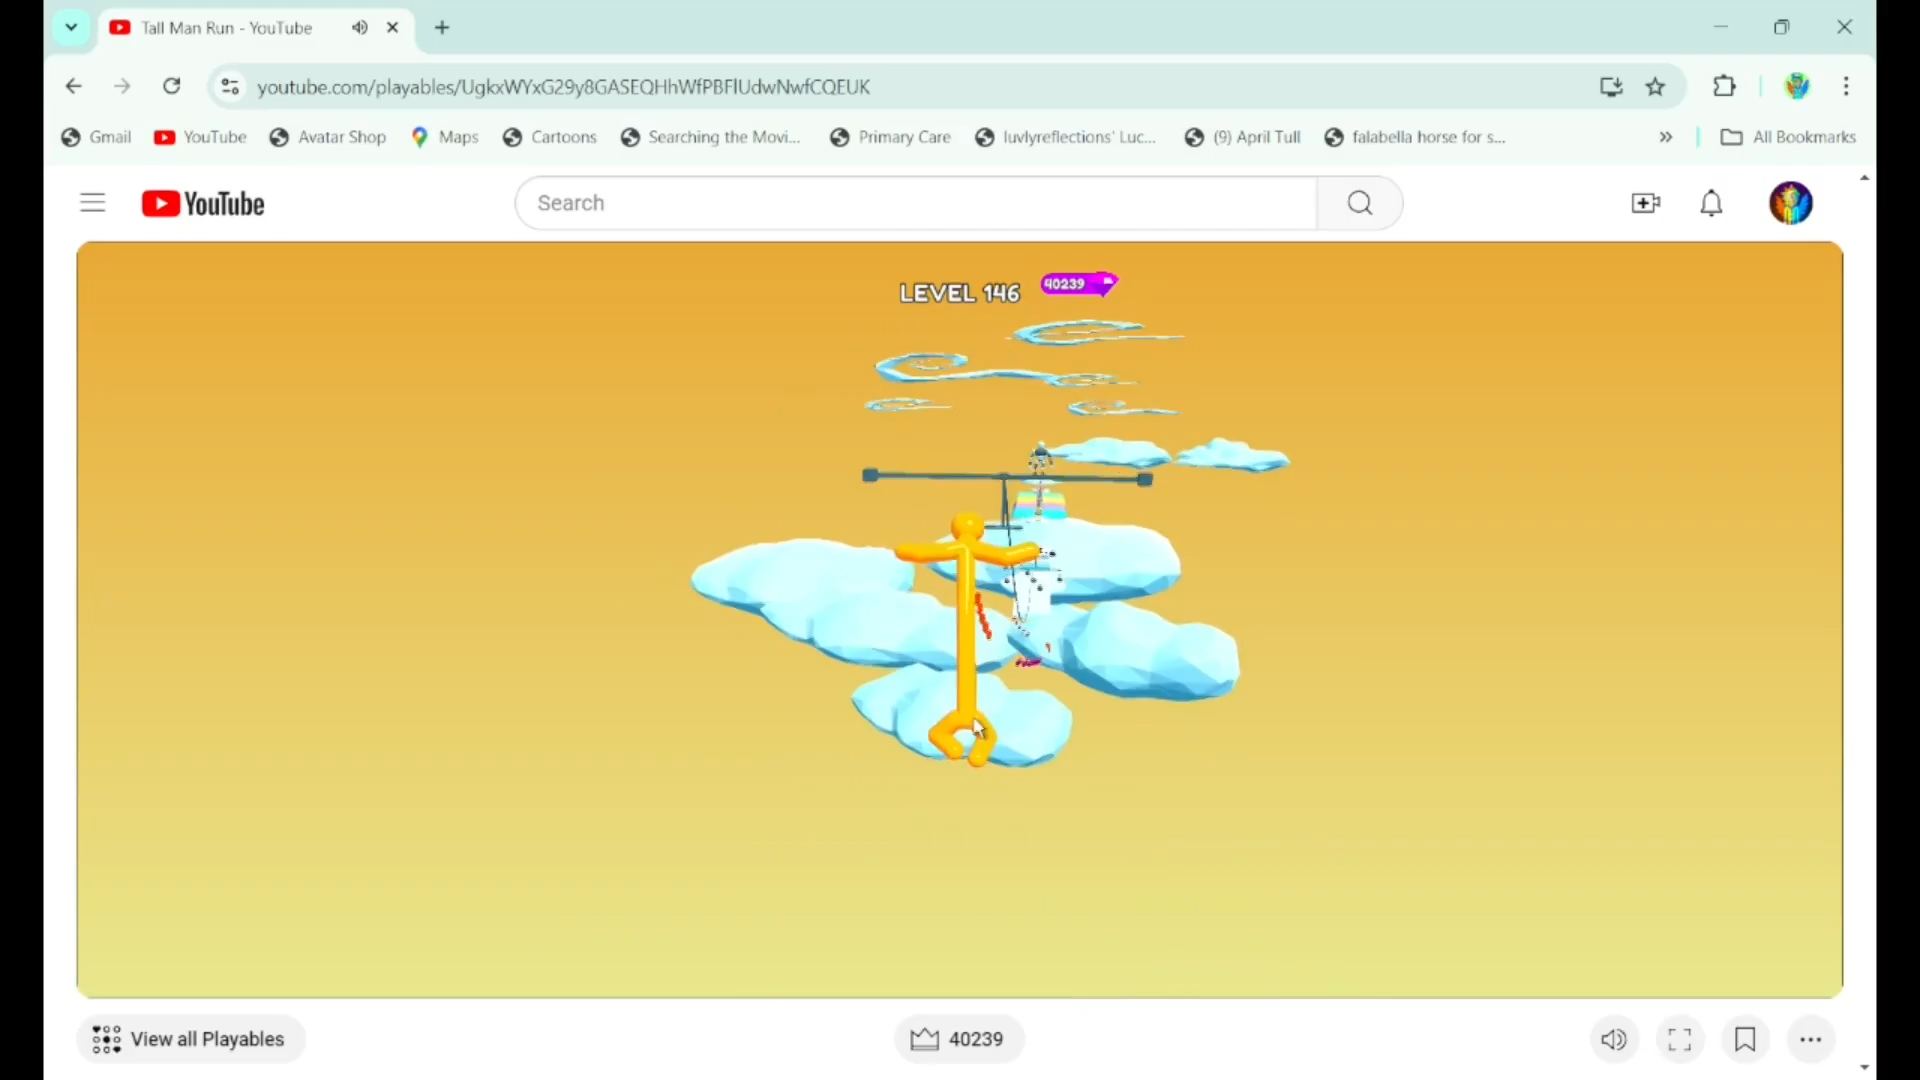 Tall Man Run - YouTube
youtube.com/playables/UgkxWYxG29y8GASEQHhWfPBFlUdwNwfCQEUK
Gmail YouTube Avatar Shop Maps Cartoons Searching the Movi... Primary Care luvlyreflections' Luc... (9) April Tull falabella horse for s... » All Bookmarks
YouTube Search
LEVEL 146 40239
View all Playables 40239